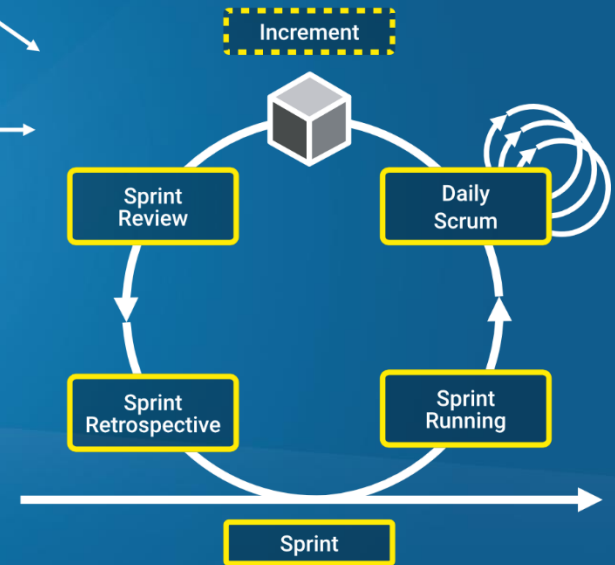 Increment
Sprint
Review
Daily
Scrum
Sprint
Retrospective
Sprint
Running
Sprint